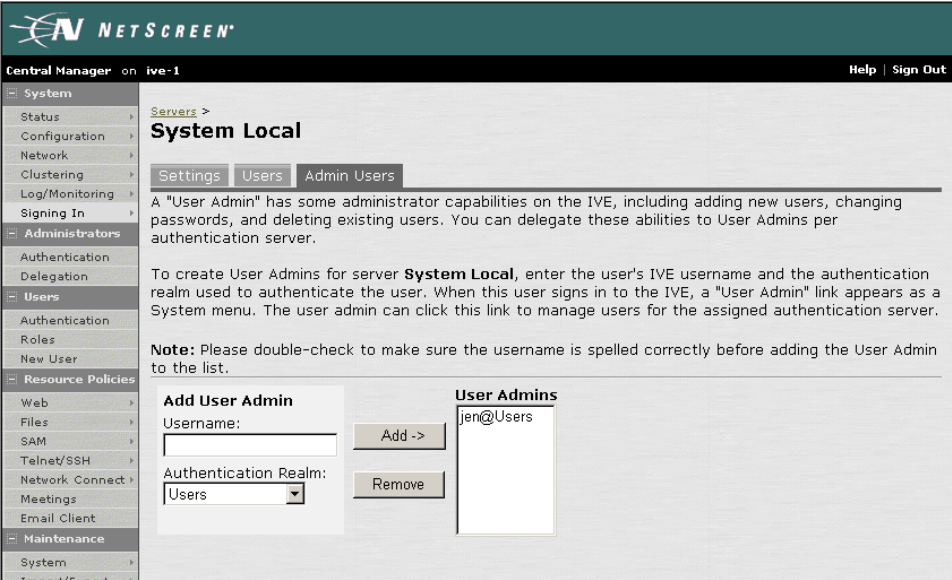 NETSCREEN
Central Manager on ive-1
Help | Sign Out
System
Status
Configuration
Network
Clustering
Log/Monitoring
Signing In
Administrators
Authentication
Delegation
Users
Authentication
Roles
New User
Resource Policies
Web
Files
SAM
Telnet/SSH
Network Connect
Meetings
Email Client
Maintenance
System
Import/Export
Servers >
System Local
Settings
Users
Admin Users
A "User Admin" has some administrator capabilities on the IVE, including adding new users, changing
passwords, and deleting existing users. You can delegate these abilities to User Admins per
authentication server.
To create User Admins for server System Local, enter the user's IVE username and the authentication
realm used to authenticate the user. When this user signs in to the IVE, a "User Admin" link appears as a
System menu. The user admin can click this link to manage users for the assigned authentication server.
Note: Please double-check to make sure the username is spelled correctly before adding the User Admin
to the list.
Add User Admin
Username:
Authentication Realm:
Users
Add ->
Remove
User Admins
jen@Users